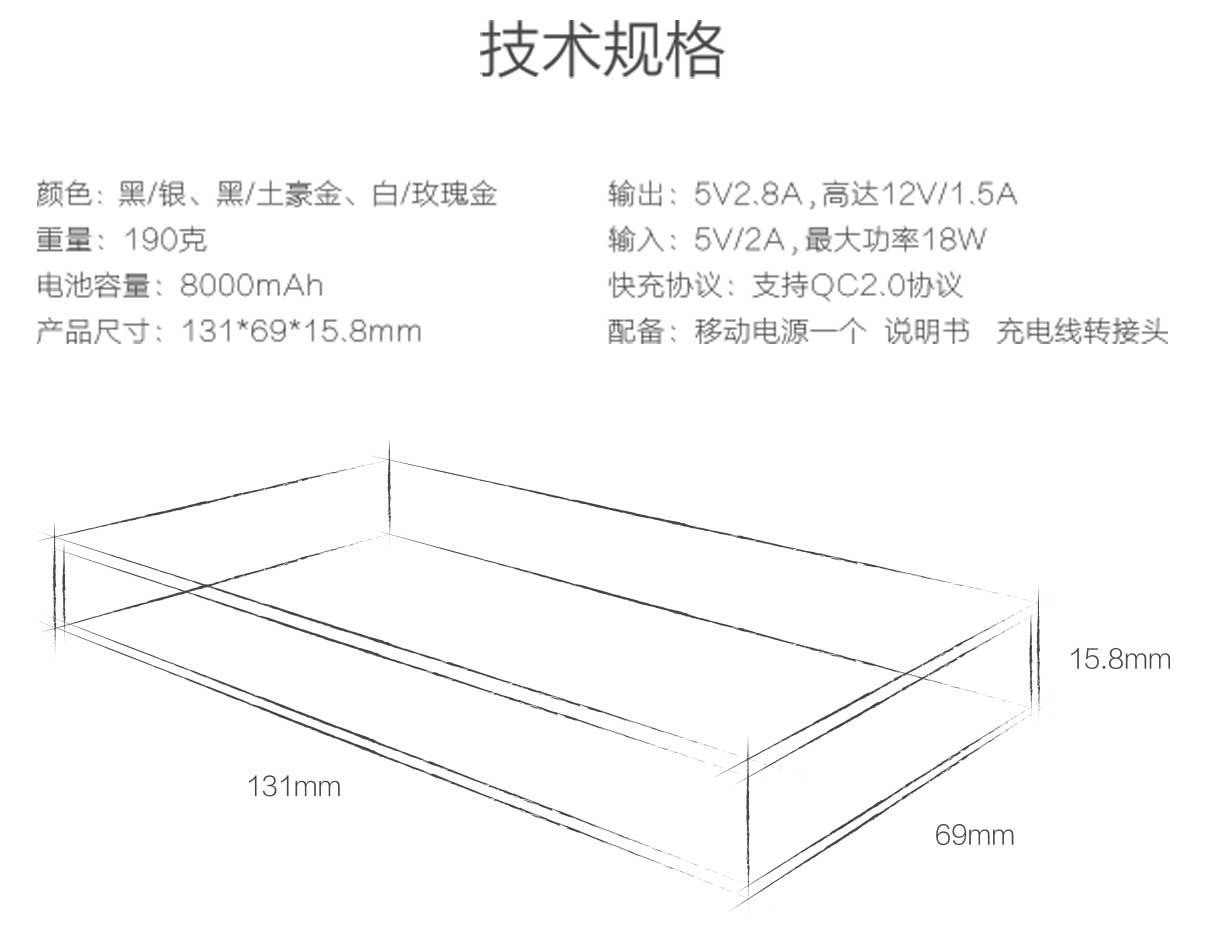 技术规格
颜色：黑/银、黑/土豪金、白/玫瑰金
重量：190克
电池容量：8000mAh
产品尺寸：131*69*15.8mm
输出：5V2.8A,高达12V/1.5A
输入：5V/2A,最大功率18W
快充协议：支持QC2.0协议
配备：移动电源一个 说明书 充电线转接头
15.8mm
131mm
69mm